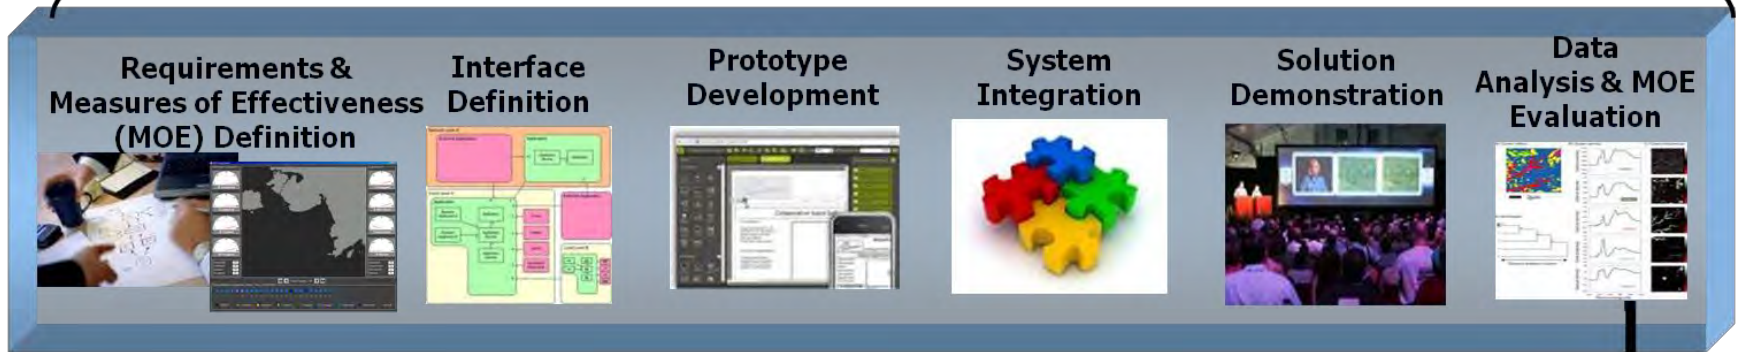 Requirements &
Measures of Effectiveness
(MOE) Definition
Interface
Definition
Prototype
Development
System
Integration
Solution
Demonstration
Data
Analysis & MOE
Evaluation